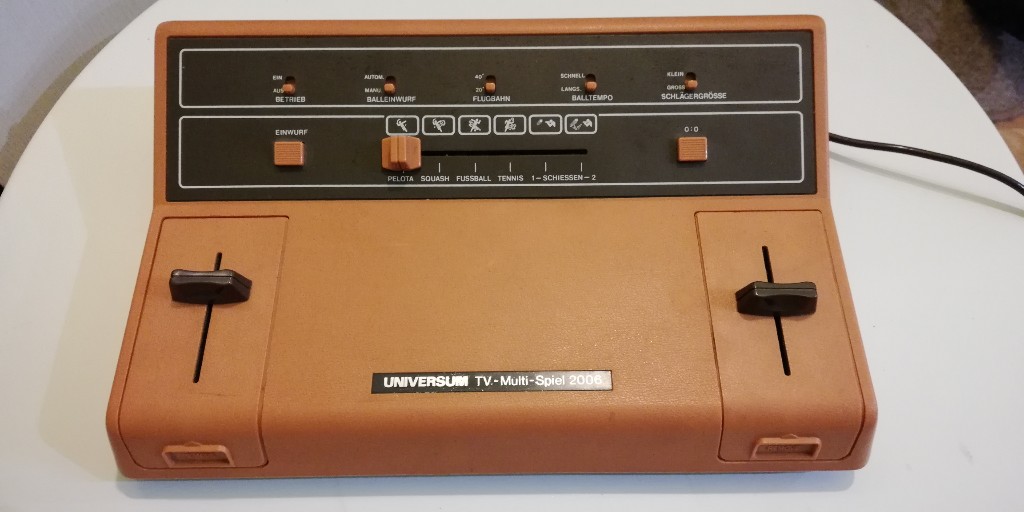 EIN AUTOM. 40° SCHNELL KLEIN
AUS MANU. 20° LANGS. GROSS
BETRIEB BALLEINWURF FLUGBAHN BALLTEMPO SCHLÄGERGRÖSSE
EINWURF 0:0
PELOTA SQUASH FUSSBALL TENNIS 1-SCHIESSEN-2
UNIVERSUM TV.-Multi-Spiel 2006